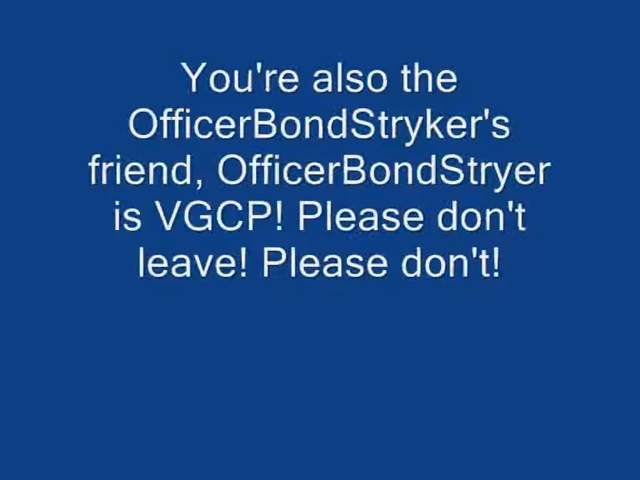 You're also the
OfficerBondStryker's
friend, OfficerBondStryer
is VGCP! Please don't
leave! Please don't!